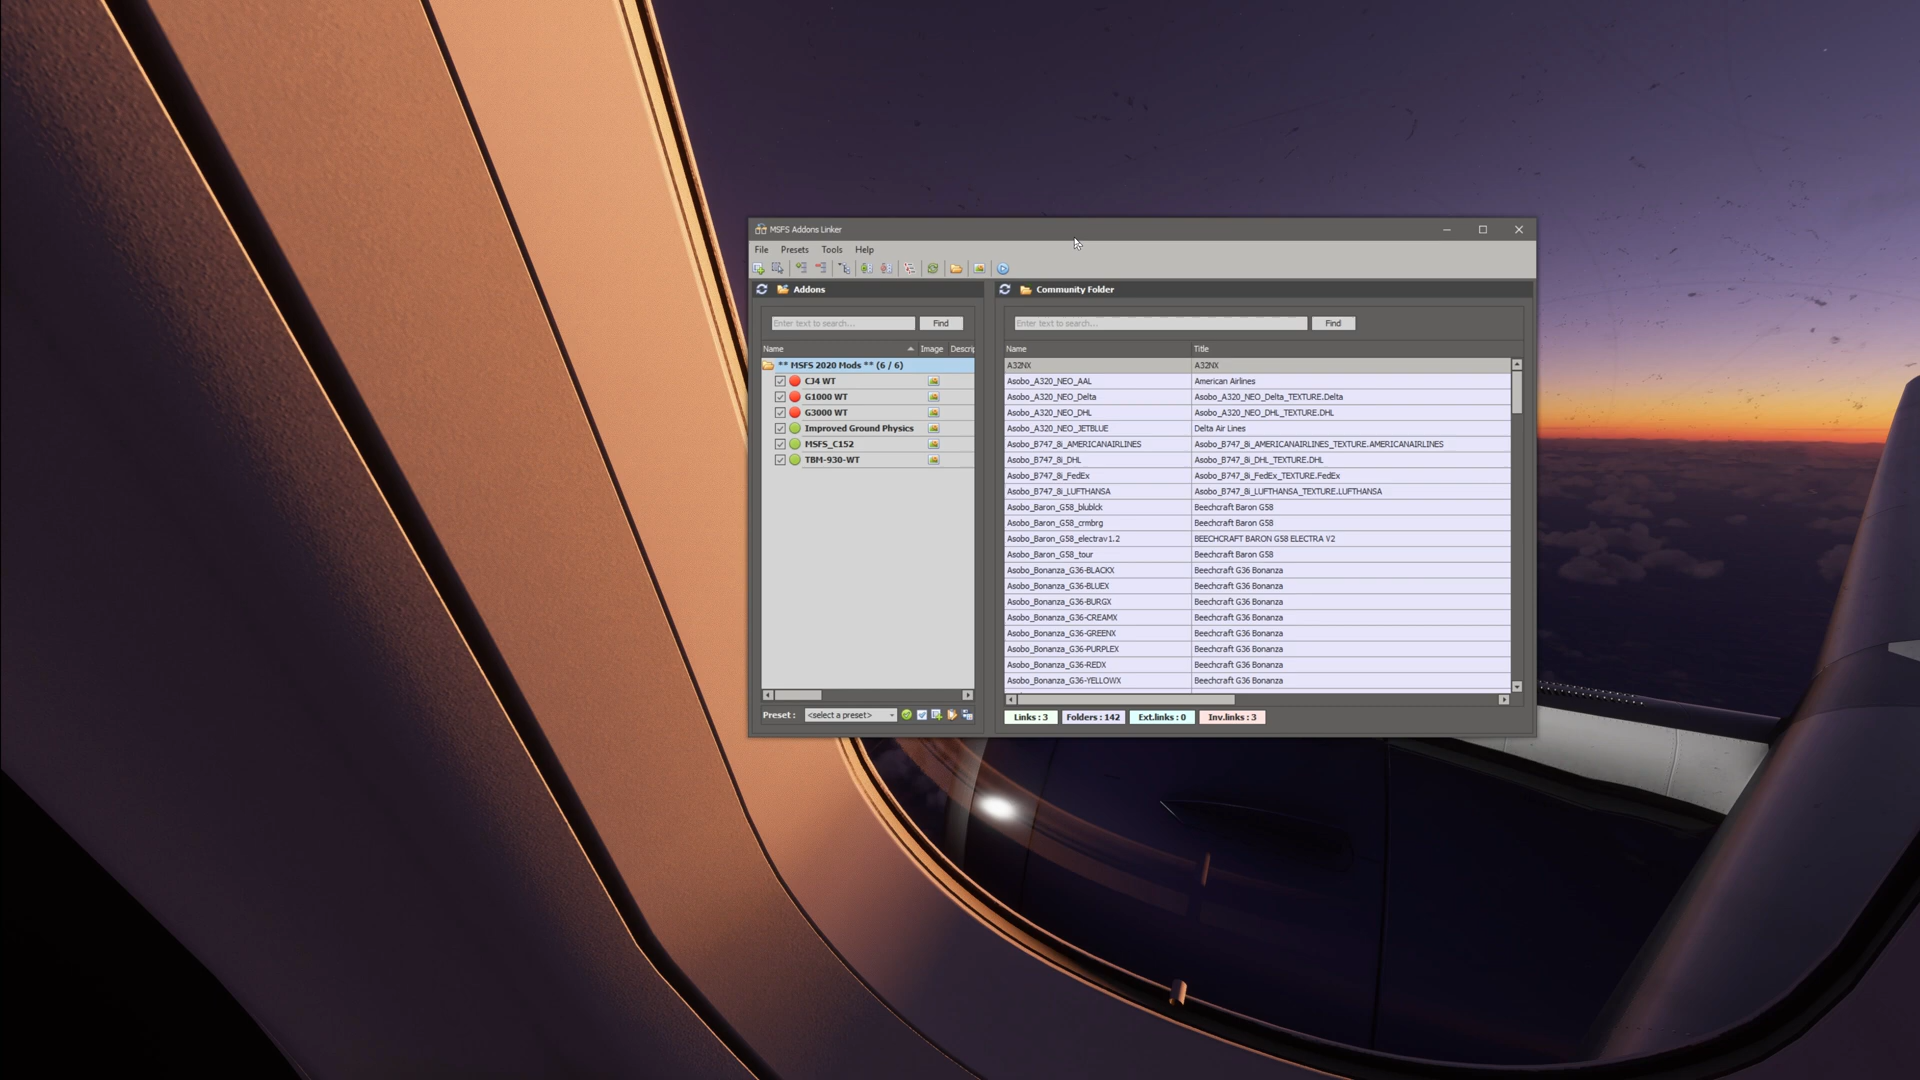 MSFS Addons Linker
File Presets Tools Help
Addons
Enter text to search... Find
Name Image Descrip
** MSFS 2020 Mods ** (6 / 6)
CJ4 WT
G1000 WT
G3000 WT
Improved Ground Physics
MSFS_C152
TBM-930-WT
Preset : <select a preset>
Community Folder
Enter text to search... Find
Name Title
A32NX A32NX
Asobo_A320_NEO_AAL American Airlines
Asobo_A320_NEO_Delta Asobo_A320_NEO_Delta_TEXTURE.Delta
Asobo_A320_NEO_DHL Asobo_A320_NEO_DHL_TEXTURE.DHL
Asobo_A320_NEO_JETBLUE Delta Air Lines
Asobo_B747_8i_AMERICANAIRLINES Asobo_B747_8i_AMERICANAIRLINES_TEXTURE.AMERICANAIRLINES
Asobo_B747_8i_DHL Asobo_B747_8i_DHL_TEXTURE.DHL
Asobo_B747_8i_FedEx Asobo_B747_8i_FedEx_TEXTURE.FedEx
Asobo_B747_8i_LUFTHANSA Asobo_B747_8i_LUFTHANSA_TEXTURE.LUFTHANSA
Asobo_Baron_G58_blublck Beechcraft Baron G58
Asobo_Baron_G58_crmbrg Beechcraft Baron G58
Asobo_Baron_G58_electrav1.2 BEECHCRAFT BARON G58 ELECTRA V2
Asobo_Baron_G58_tour Beechcraft Baron G58
Asobo_Bonanza_G36-BLACKX Beechcraft G36 Bonanza
Asobo_Bonanza_G36-BLUEX Beechcraft G36 Bonanza
Asobo_Bonanza_G36-BURGX Beechcraft G36 Bonanza
Asobo_Bonanza_G36-CREAMX Beechcraft G36 Bonanza
Asobo_Bonanza_G36-GREENX Beechcraft G36 Bonanza
Asobo_Bonanza_G36-PURPLEX Beechcraft G36 Bonanza
Asobo_Bonanza_G36-REDX Beechcraft G36 Bonanza
Asobo_Bonanza_G36-YELLOWX Beechcraft G36 Bonanza
Links : 3 Folders : 142 Ext.links : 0 Inv.links : 3